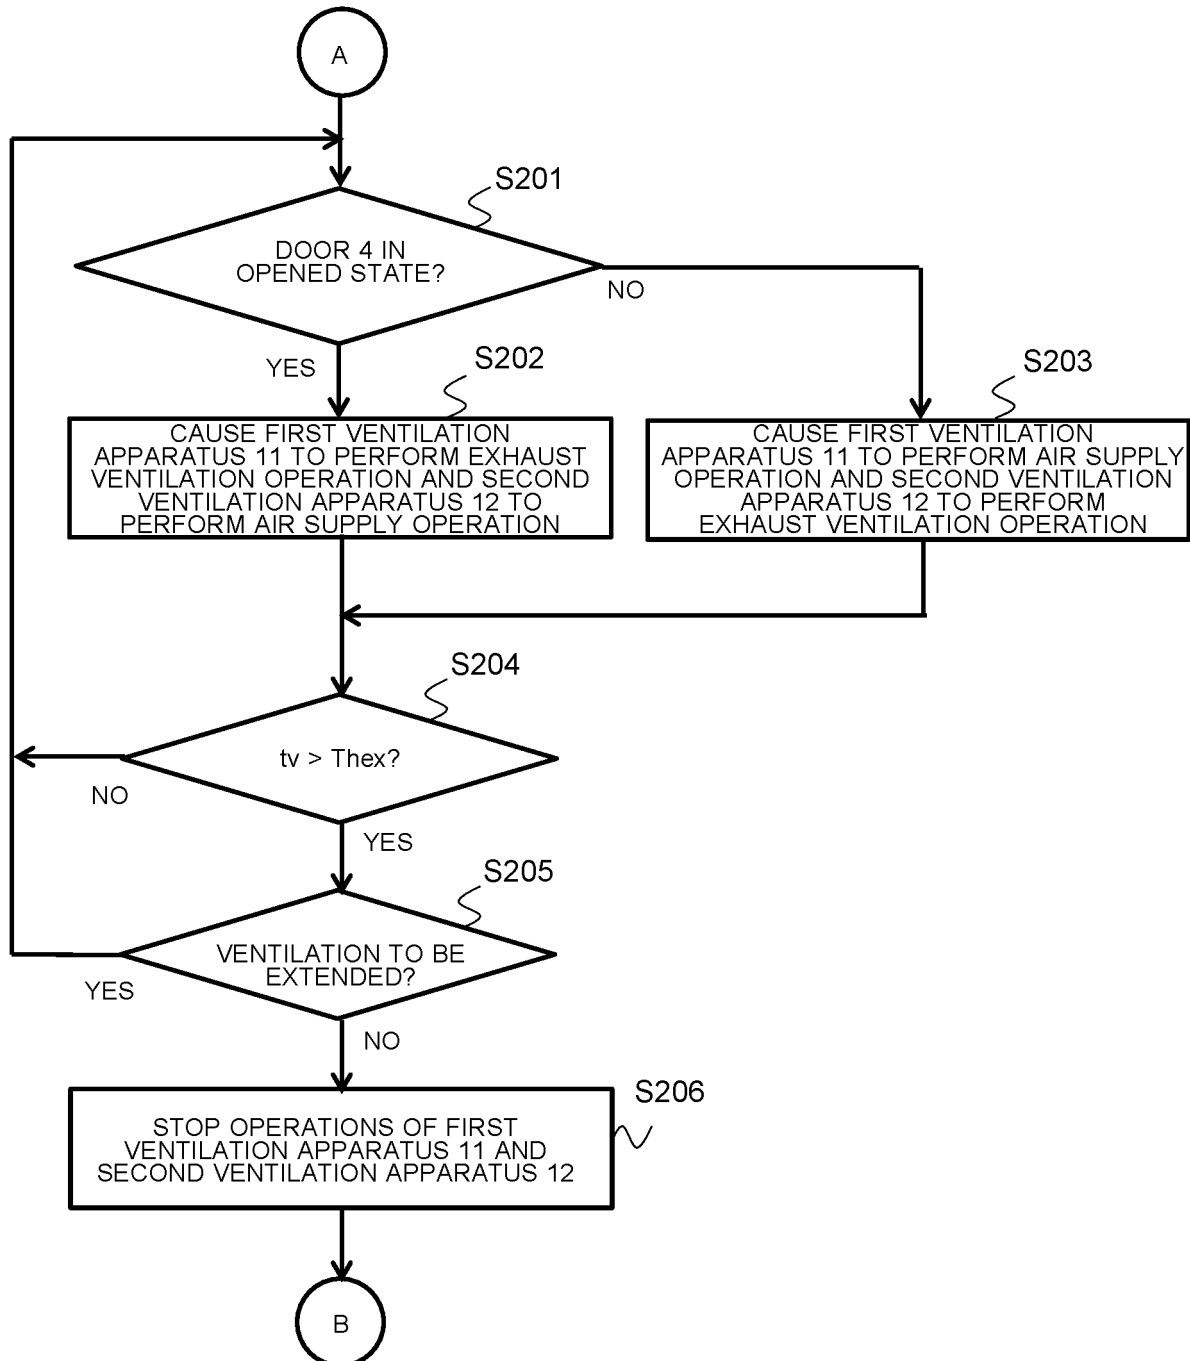 A
S201
DOOR 4 IN
OPENED STATE?
NO
YES
S202
CAUSE FIRST VENTILATION
APPARATUS 11 TO PERFORM EXHAUST
VENTILATION OPERATION AND SECOND
VENTILATION APPARATUS 12 TO
PERFORM AIR SUPPLY OPERATION
S203
CAUSE FIRST VENTILATION
APPARATUS 11 TO PERFORM AIR SUPPLY
OPERATION AND SECOND VENTILATION
APPARATUS 12 TO PERFORM
EXHAUST VENTILATION OPERATION
S204
tv > Thex?
NO
YES
S205
VENTILATION TO BE
EXTENDED?
YES
NO
S206
STOP OPERATIONS OF FIRST
VENTILATION APPARATUS 11 AND
SECOND VENTILATION APPARATUS 12
B